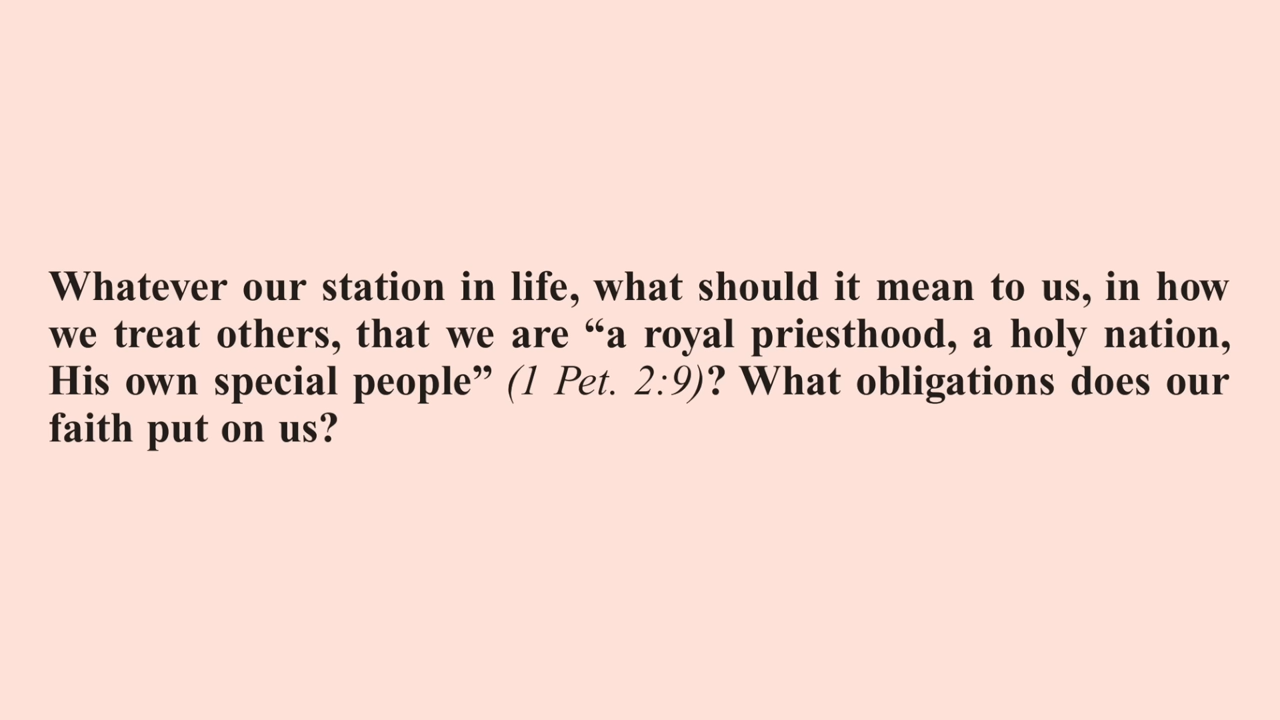 Whatever our station in life, what should it mean to us, in how
we treat others, that we are “a royal priesthood, a holy nation,
His own special people” (1 Pet. 2:9)? What obligations does our
faith put on us?